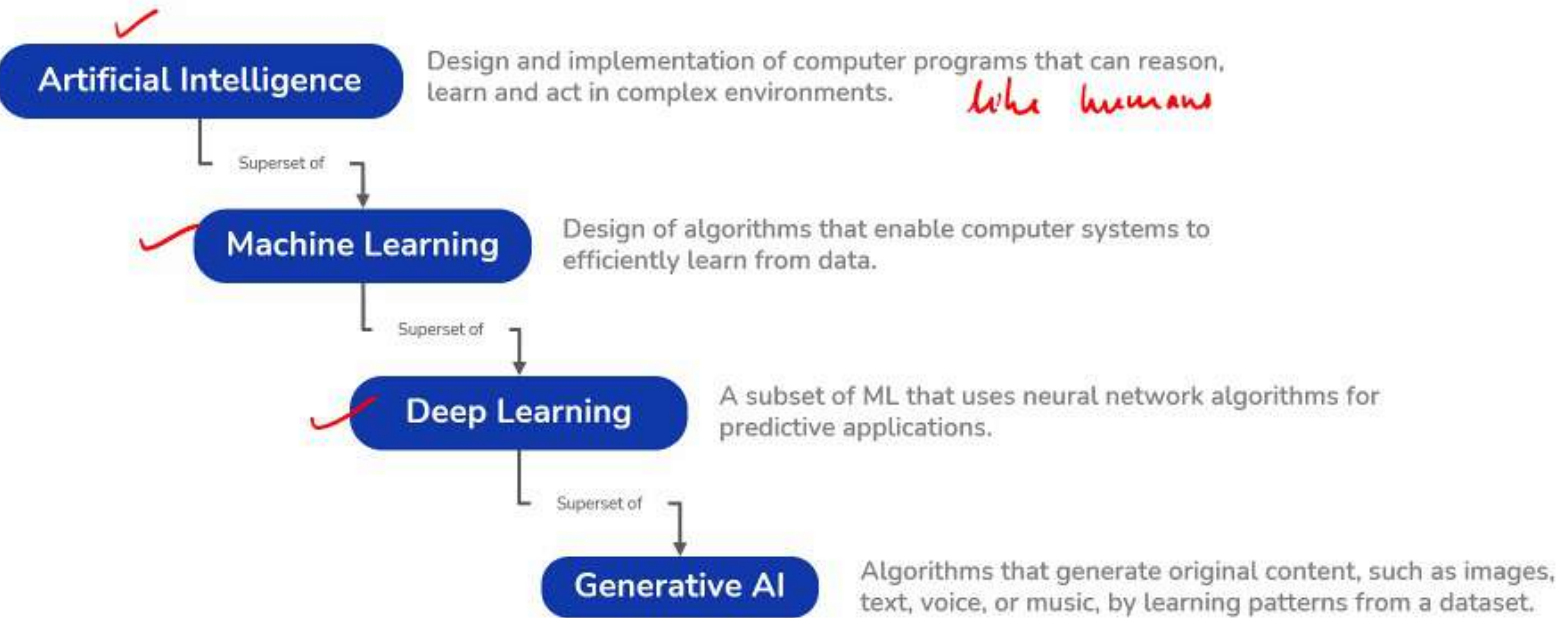 Artificial Intelligence
Design and implementation of computer programs that can reason,
learn and act in complex environments.
like humans
Superset of
Machine Learning
Design of algorithms that enable computer systems to
efficiently learn from data.
Superset of
Deep Learning
A subset of ML that uses neural network algorithms for
predictive applications.
Superset of
Generative AI
Algorithms that generate original content, such as images,
text, voice, or music, by learning patterns from a dataset.